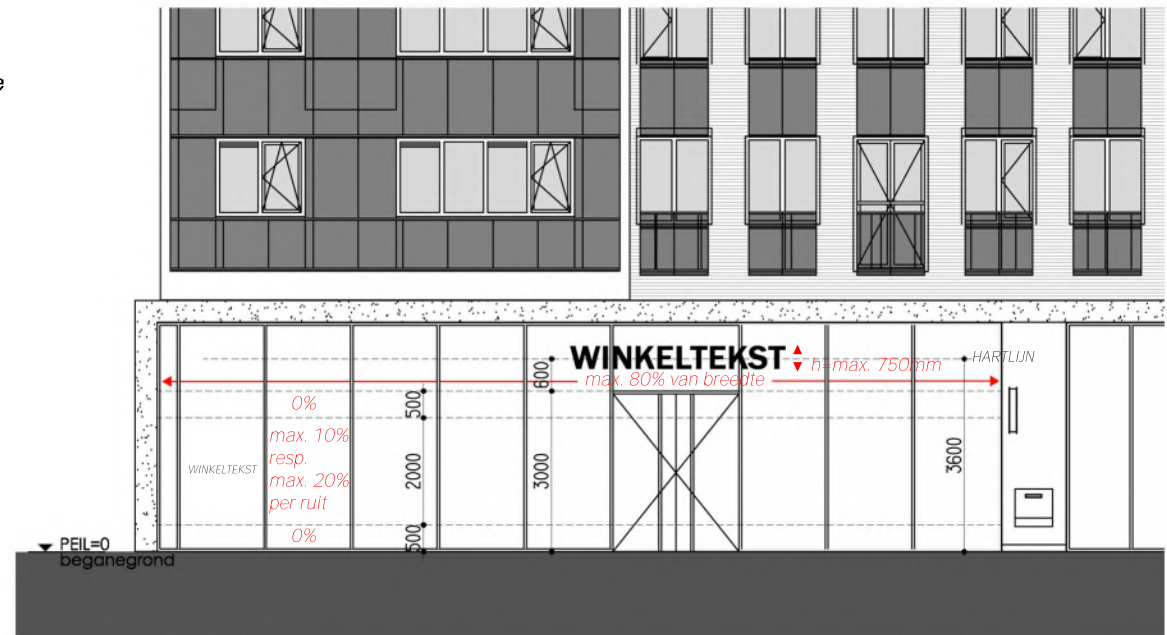 e
WINKELTEKST
h=max. 750mm
HARTLIJN
max. 80% van breedte
600
0%
500
max. 10%
resp.
max. 20%
per ruit
WINKELTEKST
2000
3000
3600
0%
500
PEIL=0
beganegrond